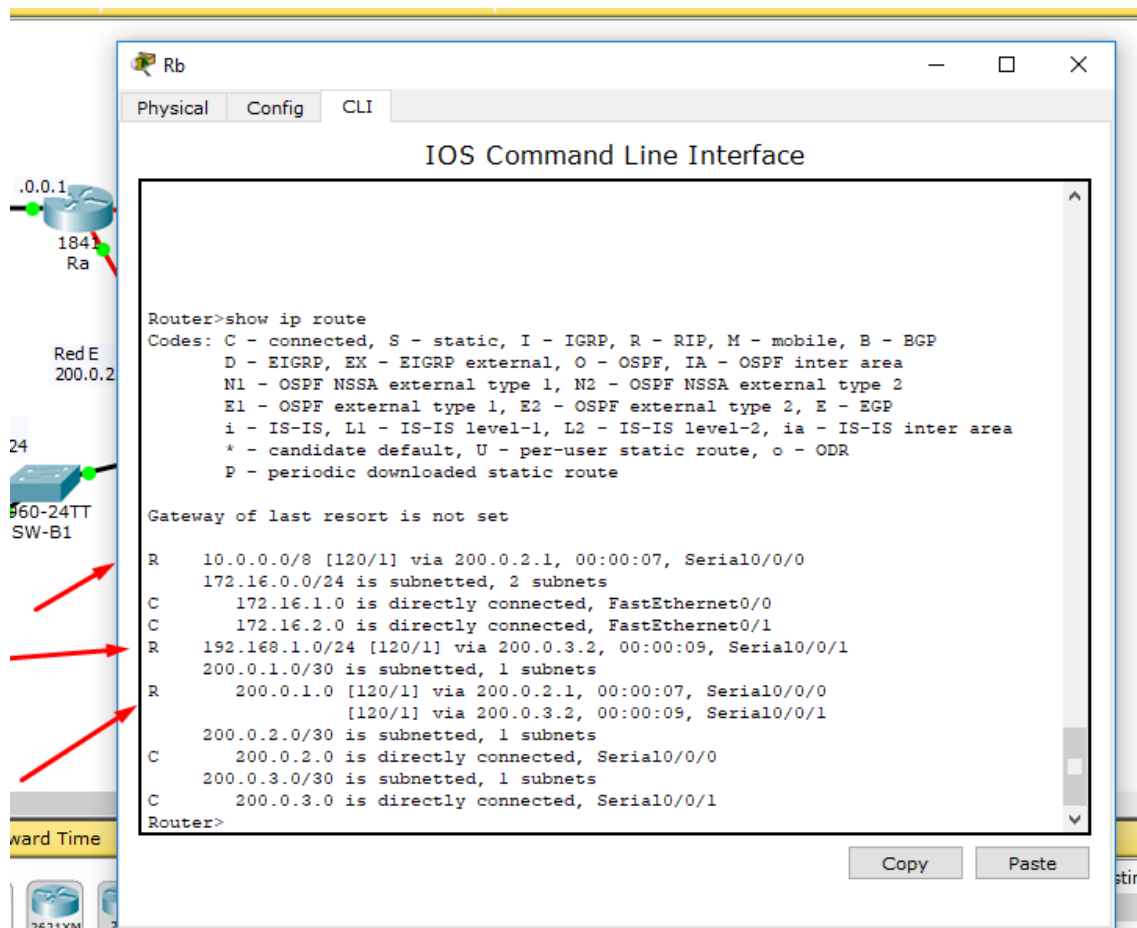 Rb
Physical Config CLI
IOS Command Line Interface
.0.0.1
1841
Ra
Red E
200.0.2
24
960-24TT
SW-B1
Router>show ip route
Codes: C - connected, S - static, I - IGRP, R - RIP, M - mobile, B - BGP
D - EIGRP, EX - EIGRP external, O - OSPF, IA - OSPF inter area
N1 - OSPF NSSA external type 1, N2 - OSPF NSSA external type 2
E1 - OSPF external type 1, E2 - OSPF external type 2, E - EGP
i - IS-IS, L1 - IS-IS level-1, L2 - IS-IS level-2, ia - IS-IS inter area
* - candidate default, U - per-user static route, o - ODR
P - periodic downloaded static route
Gateway of last resort is not set
R 10.0.0.0/8 [120/1] via 200.0.2.1, 00:00:07, Serial0/0/0
172.16.0.0/24 is subnetted, 2 subnets
C 172.16.1.0 is directly connected, FastEthernet0/0
C 172.16.2.0 is directly connected, FastEthernet0/1
R 192.168.1.0/24 [120/1] via 200.0.3.2, 00:00:09, Serial0/0/1
200.0.1.0/30 is subnetted, 1 subnets
R 200.0.1.0 [120/1] via 200.0.2.1, 00:00:07, Serial0/0/0
[120/1] via 200.0.3.2, 00:00:09, Serial0/0/1
200.0.2.0/30 is subnetted, 1 subnets
C 200.0.2.0 is directly connected, Serial0/0/0
200.0.3.0/30 is subnetted, 1 subnets
C 200.0.3.0 is directly connected, Serial0/0/1
Router>
ward Time
Copy Paste
2621XM